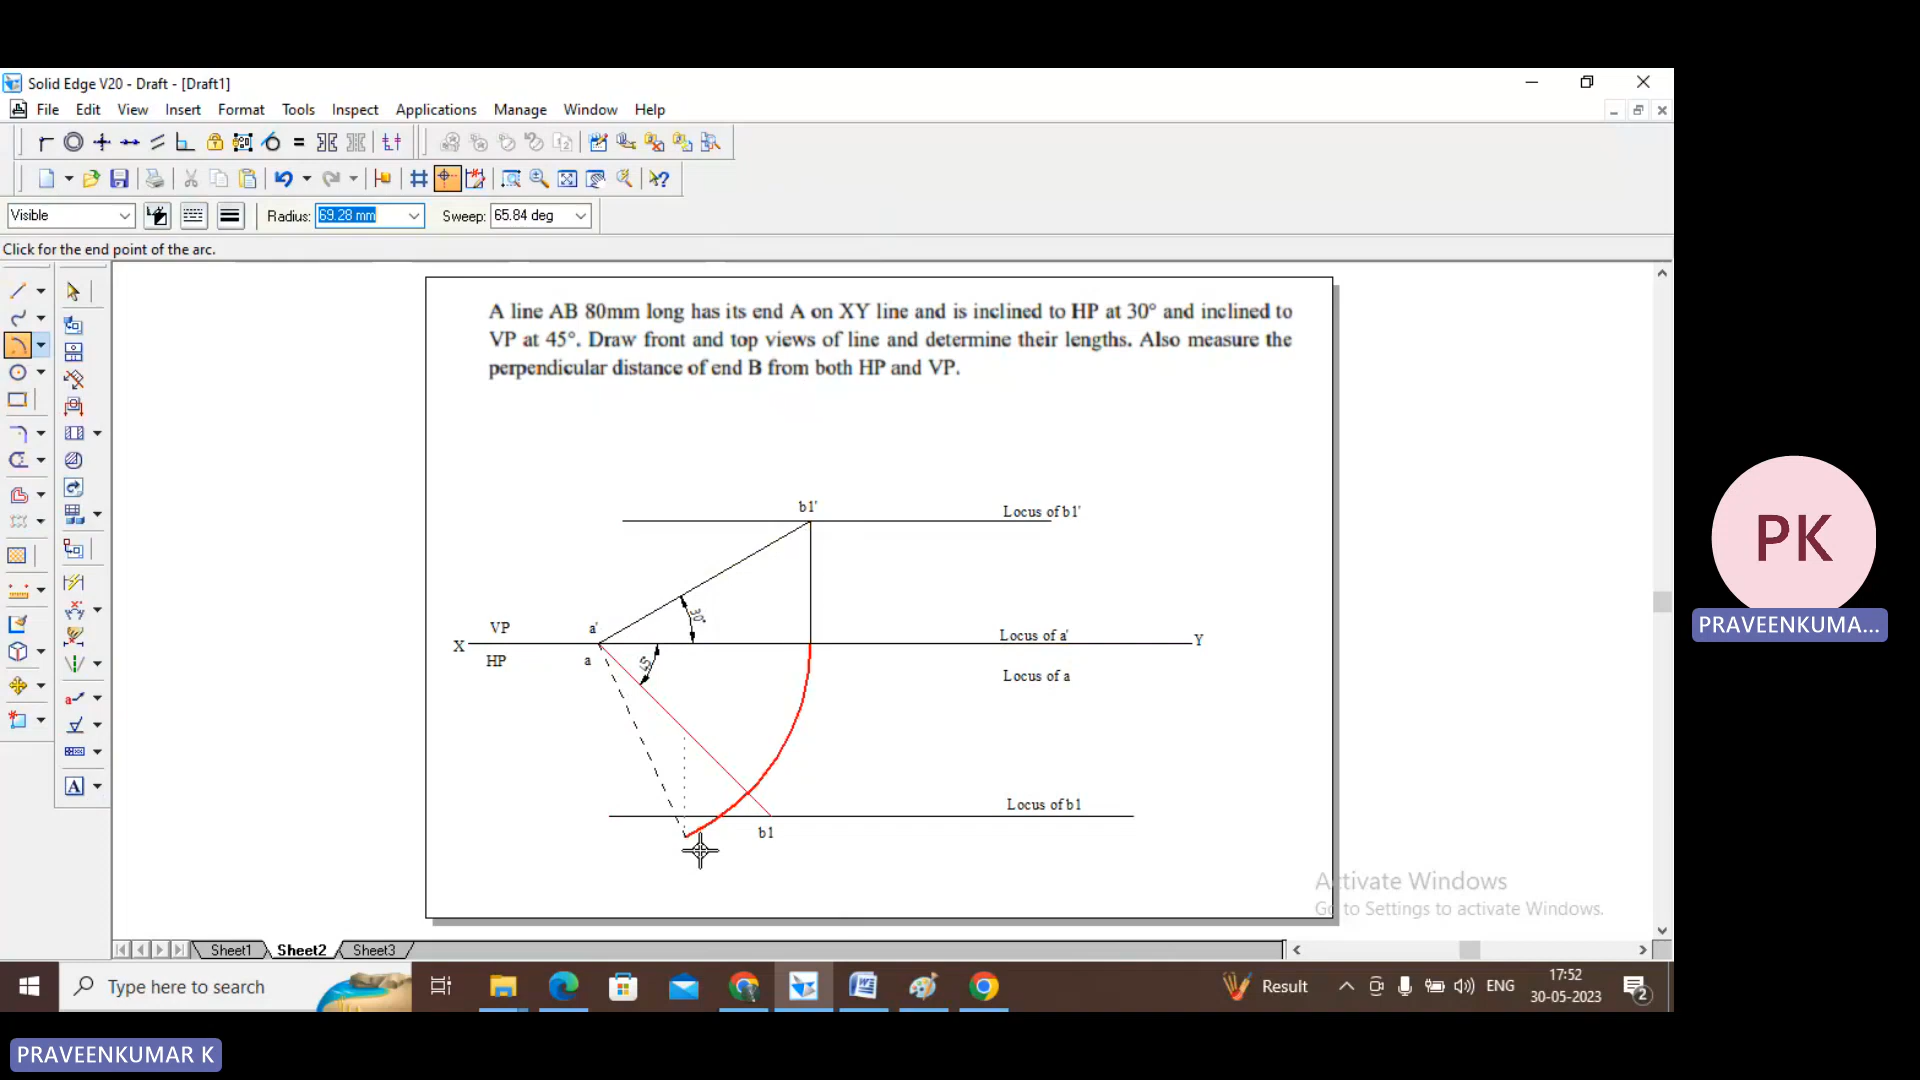 Solid Edge V20 - Draft - [Draft1]
File Edit View Insert Format Tools Inspect Applications Manage Window Help
Visible Radius: 69.28 mm Sweep: 65.84 deg
Click for the end point of the arc.
A line AB 80mm long has its end A on XY line and is inclined to HP at 30° and inclined to
VP at 45°. Draw front and top views of line and determine their lengths. Also measure the
perpendicular distance of end B from both HP and VP.
b1' Locus of b1'
30°
VP a' Locus of a'
X Y
HP a
45°
Locus of a
Locus of b1
b1
PK
PRAVEENKUMA...
Activate Windows
Go to Settings to activate Windows.
Sheet1 Sheet2 Sheet3
Type here to search Result ENG 17:52
30-05-2023 2
PRAVEENKUMAR K